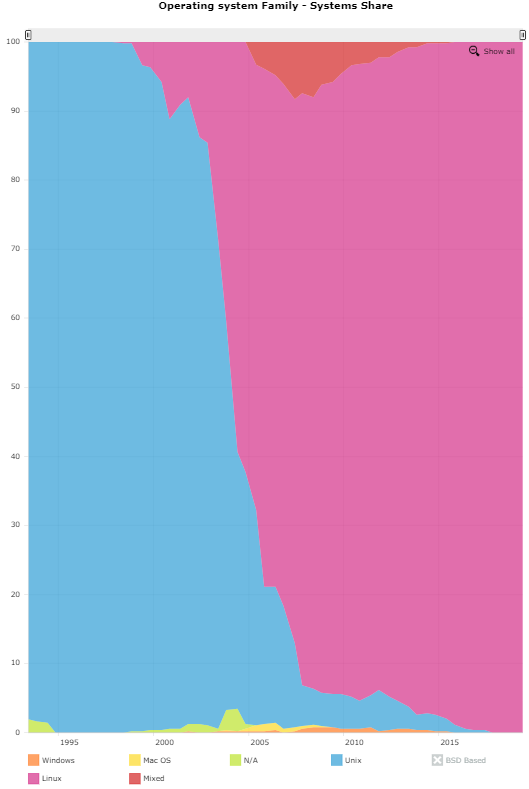 Operating system Family - Systems Share
Show all
100
90
80
70
60
50
40
30
20
10
0
1995 2000 2005 2010 2015
Windows Mac OS N/A Unix BSD Based
Linux Mixed